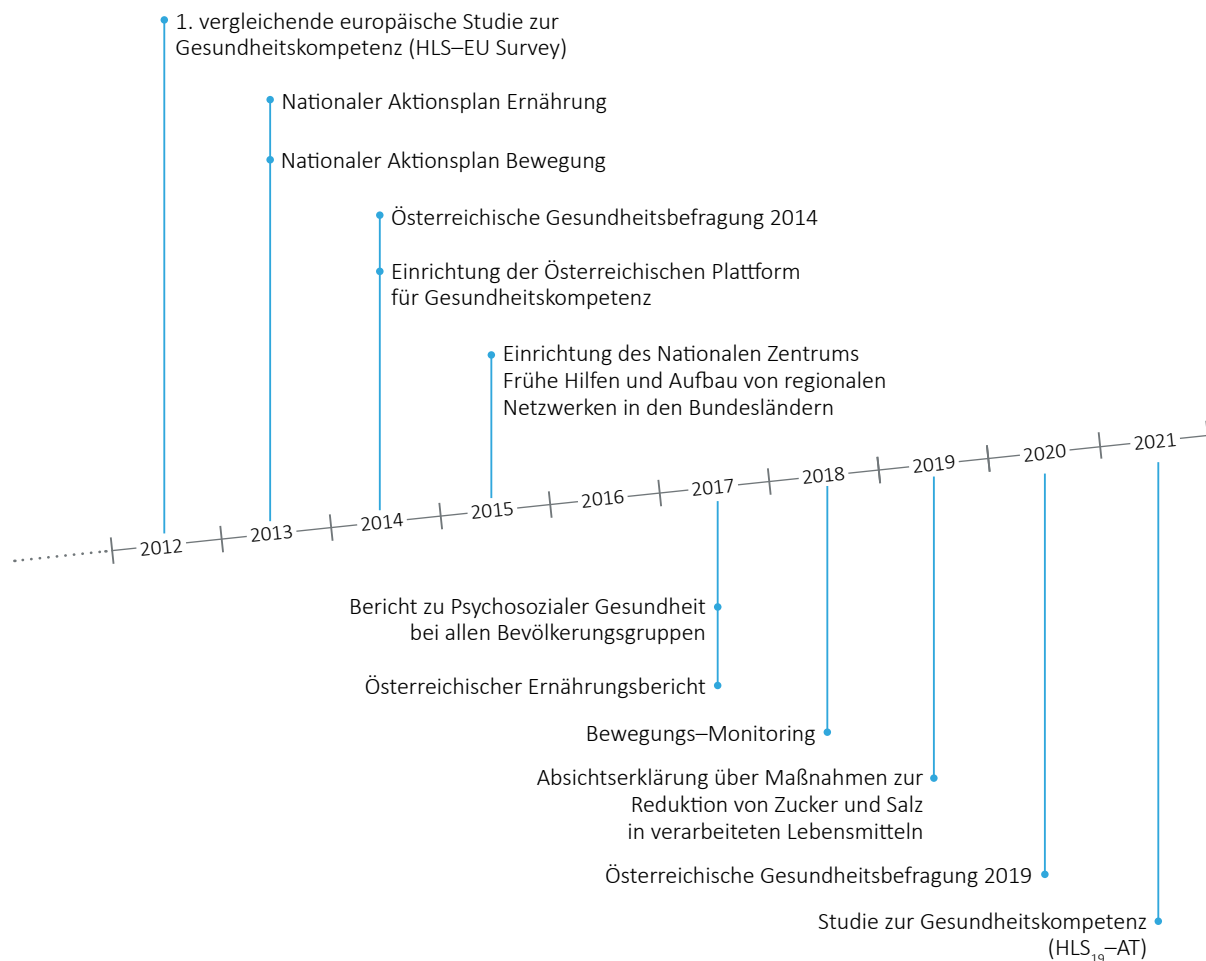 1. vergleichende europäische Studie zur
Gesundheitskompetenz (HLS–EU Survey)
Nationaler Aktionsplan Ernährung
Nationaler Aktionsplan Bewegung
Österreichische Gesundheitsbefragung 2014
Einrichtung der Österreichischen Plattform
für Gesundheitskompetenz
Einrichtung des Nationalen Zentrums
Frühe Hilfen und Aufbau von regionalen
Netzwerken in den Bundesländern
2012 2013 2014 2015 2016 2017 2018 2019 2020 2021
Bericht zu Psychosozialer Gesundheit
bei allen Bevölkerungsgruppen
Österreichischer Ernährungsbericht
Bewegungs–Monitoring
Absichtserklärung über Maßnahmen zur
Reduktion von Zucker und Salz
in verarbeiteten Lebensmitteln
Österreichische Gesundheitsbefragung 2019
Studie zur Gesundheitskompetenz
(HLS₁₉–AT)